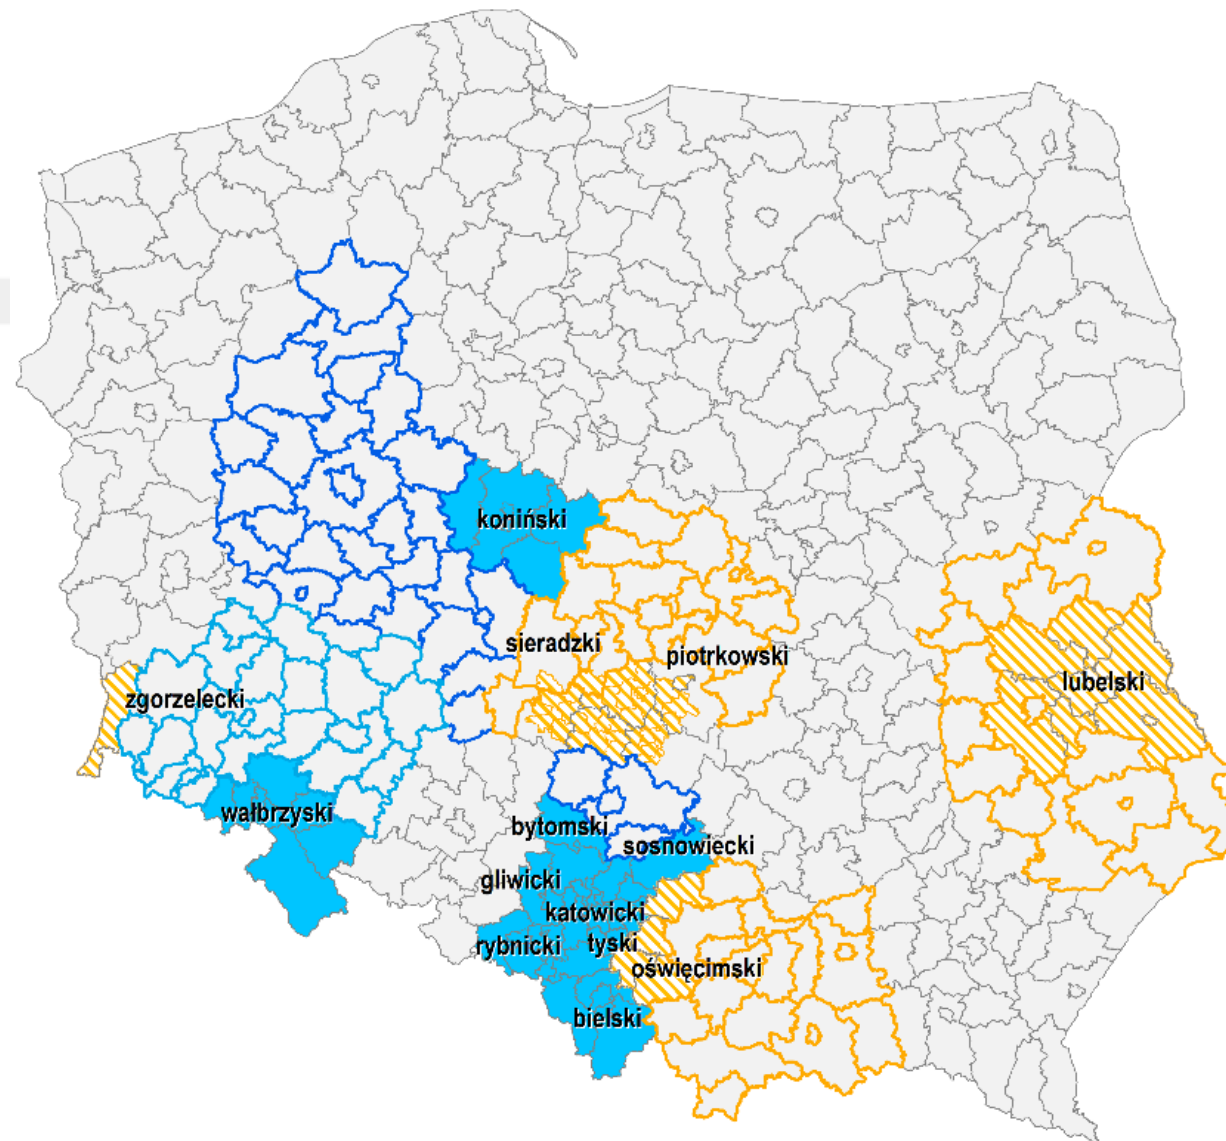 koniński
sieradzki
piotrkowski
lubelski
zgorzelecki
wałbrzyski
bytomski
sosnowiecki
gliwicki
katowicki
rybnicki
tyski
oświęcimski
bielski